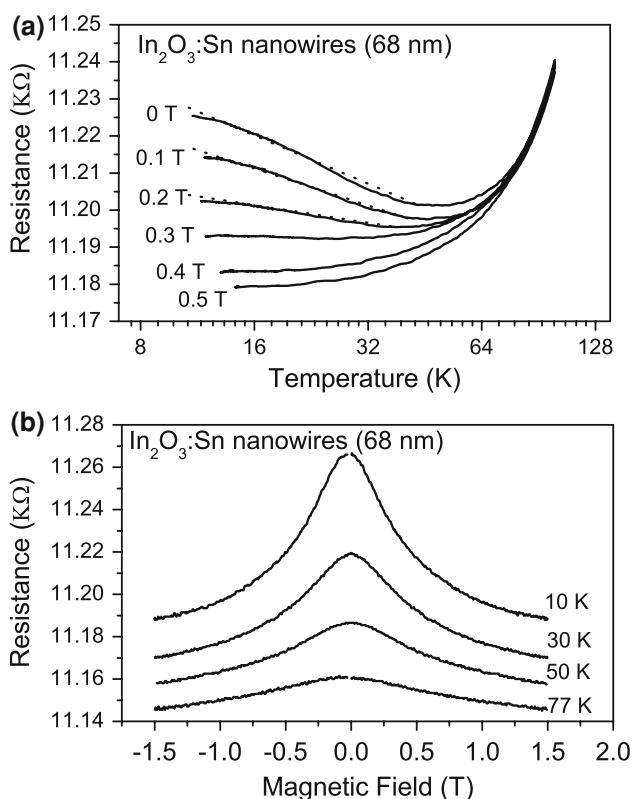 (a)
In₂O₃:Sn nanowires (68 nm)
Resistance (KΩ)
11.25
11.24
11.23
11.22
11.21
11.20
11.19
11.18
11.17
0 T
0.1 T
0.2 T
0.3 T
0.4 T
0.5 T
8 16 32 64 128
Temperature (K)
(b)
In₂O₃:Sn nanowires (68 nm)
Resistance (KΩ)
11.28
11.26
11.24
11.22
11.20
11.18
11.16
11.14
10 K
30 K
50 K
77 K
-1.5 -1.0 -0.5 0.0 0.5 1.0 1.5 2.0
Magnetic Field (T)